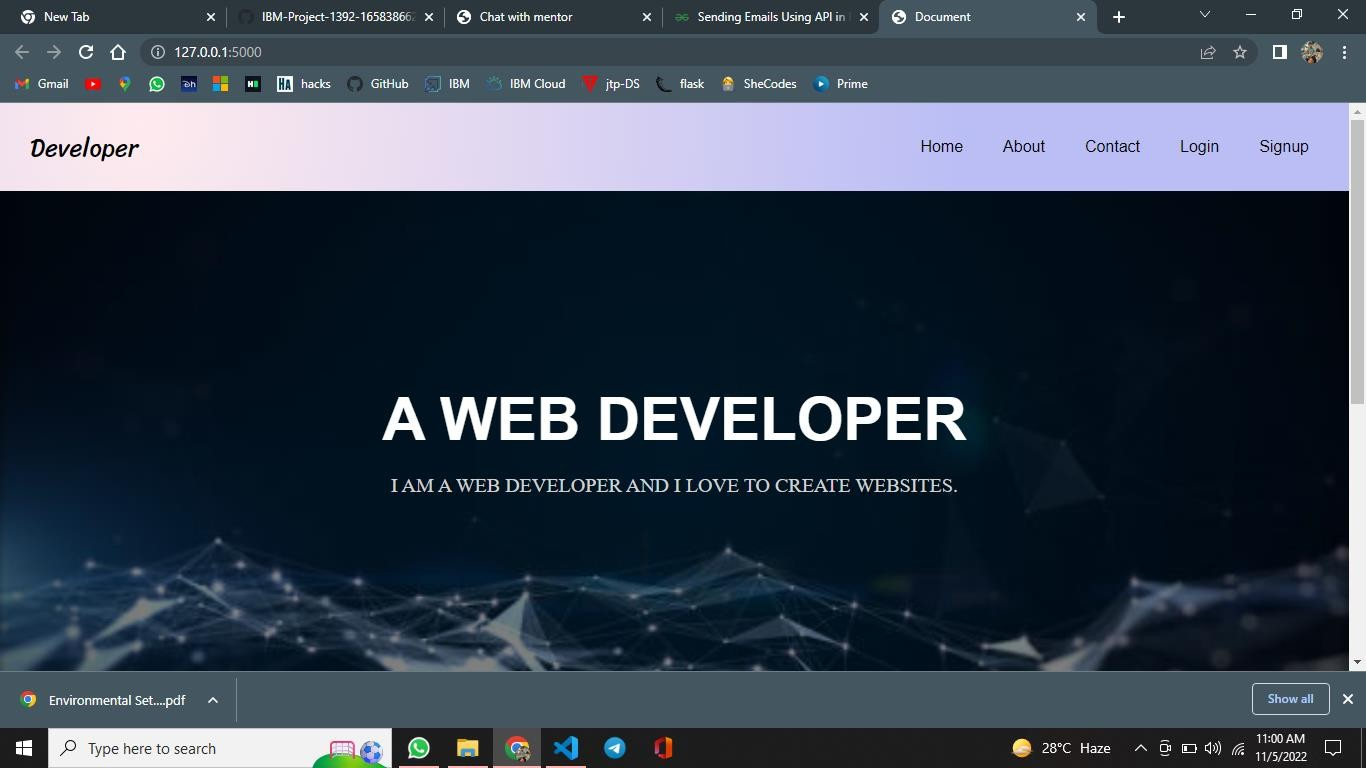 New Tab
IBM-Project-1392-165838662
Chat with mentor
Sending Emails Using API in
Document
127.0.0.1:5000
Gmail
hacks
GitHub
IBM
IBM Cloud
jtp-DS
flask
SheCodes
Prime
Developer
Home
About
Contact
Login
Signup
A WEB DEVELOPER
I AM A WEB DEVELOPER AND I LOVE TO CREATE WEBSITES.
Environmental Set....pdf
Show all
Type here to search
28°C Haze
11:00 AM
11/5/2022